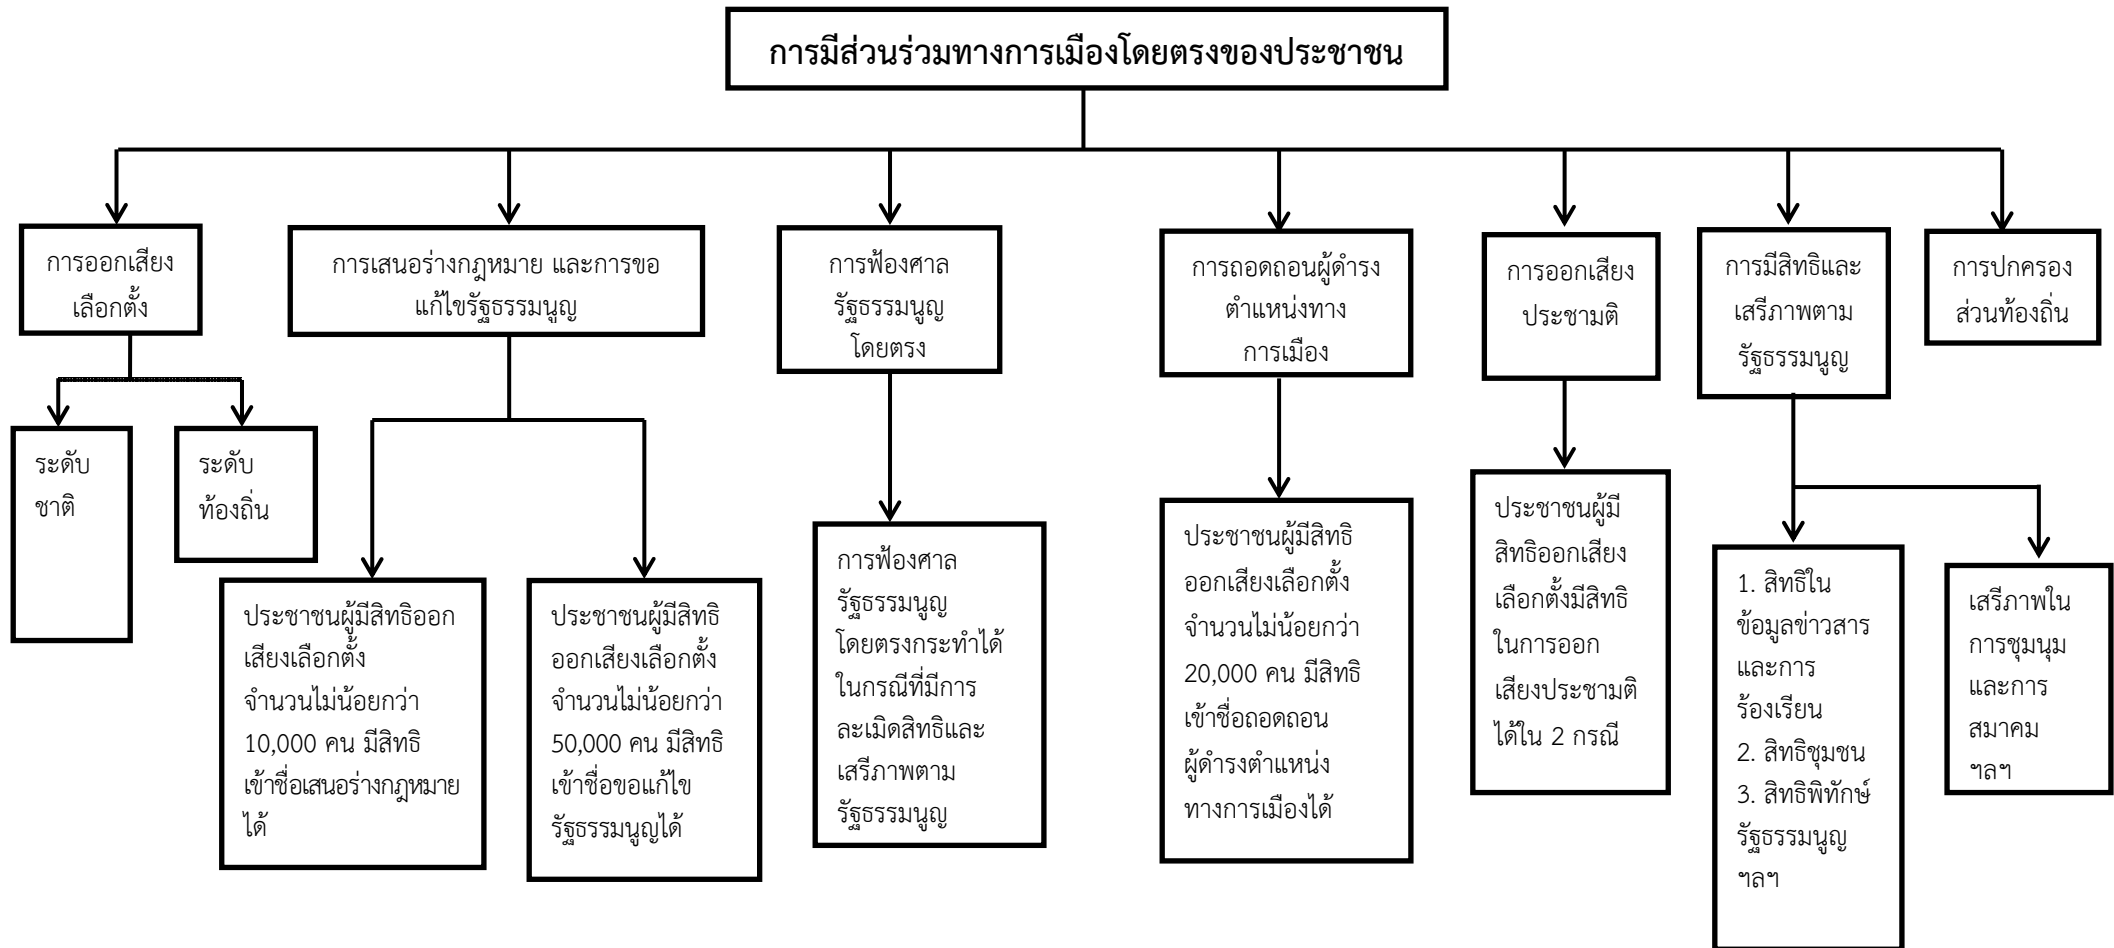 การมีส่วนร่วมทางการเมืองโดยตรงของประชาชน
การออกเสียง
เลือกตั้ง
การเสนอร่างกฎหมาย และการขอ
แก้ไขรัฐธรรมนูญ
การฟ้องศาล
รัฐธรรมนูญ
โดยตรง
การถอดถอนผู้ดำรง
ตำแหน่งทาง
การเมือง
การออกเสียง
ประชามติ
การมีสิทธิและ
เสรีภาพตาม
รัฐธรรมนูญ
การปกครอง
ส่วนท้องถิ่น
ระดับ
ชาติ
ระดับ
ท้องถิ่น
ประชาชนผู้มีสิทธิออก
เสียงเลือกตั้ง
จำนวนไม่น้อยกว่า
10,000 คน มีสิทธิ
เข้าชื่อเสนอร่างกฎหมาย
ได้
ประชาชนผู้มีสิทธิ
ออกเสียงเลือกตั้ง
จำนวนไม่น้อยกว่า
50,000 คน มีสิทธิ
เข้าชื่อขอแก้ไข
รัฐธรรมนูญได้
การฟ้องศาล
รัฐธรรมนูญ
โดยตรงกระทำได้
ในกรณีที่มีการ
ละเมิดสิทธิและ
เสรีภาพตาม
รัฐธรรมนูญ
ประชาชนผู้มีสิทธิ
ออกเสียงเลือกตั้ง
จำนวนไม่น้อยกว่า
20,000 คน มีสิทธิ
เข้าชื่อถอดถอน
ผู้ดำรงตำแหน่ง
ทางการเมืองได้
ประชาชนผู้มี
สิทธิออกเสียง
เลือกตั้งมีสิทธิ
ในการออก
เสียงประชามติ
ได้ใน 2 กรณี
1. สิทธิใน
ข้อมูลข่าวสาร
และการ
ร้องเรียน
2. สิทธิชุมชน
3. สิทธิพิทักษ์
รัฐธรรมนูญ
ฯลฯ
เสรีภาพใน
การชุมนุม
และการ
สมาคม
ฯลฯ